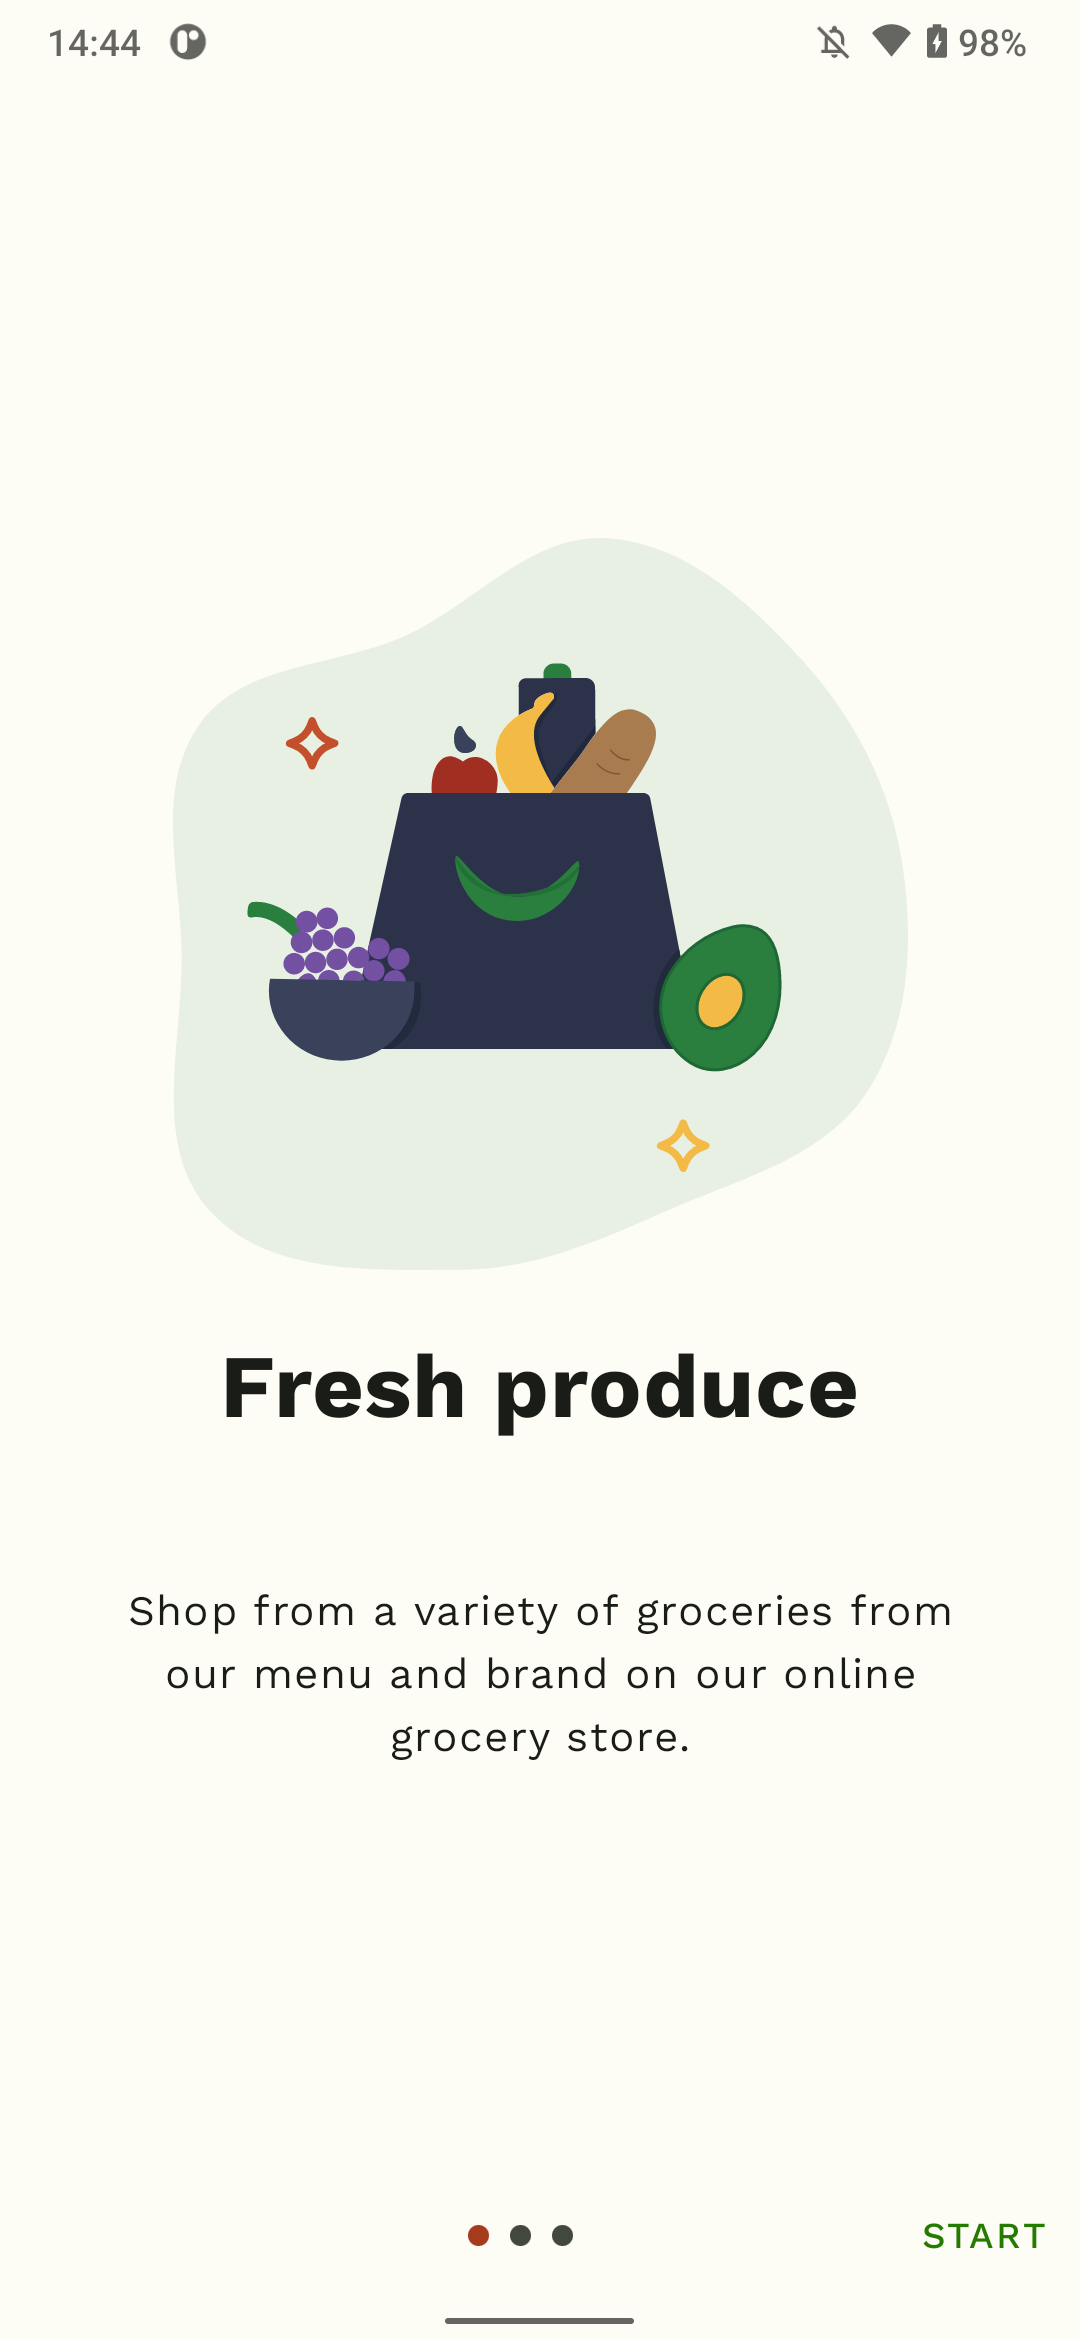 14:44
98%
Fresh produce
Shop from a variety of groceries from
our menu and brand on our online
grocery store.
START